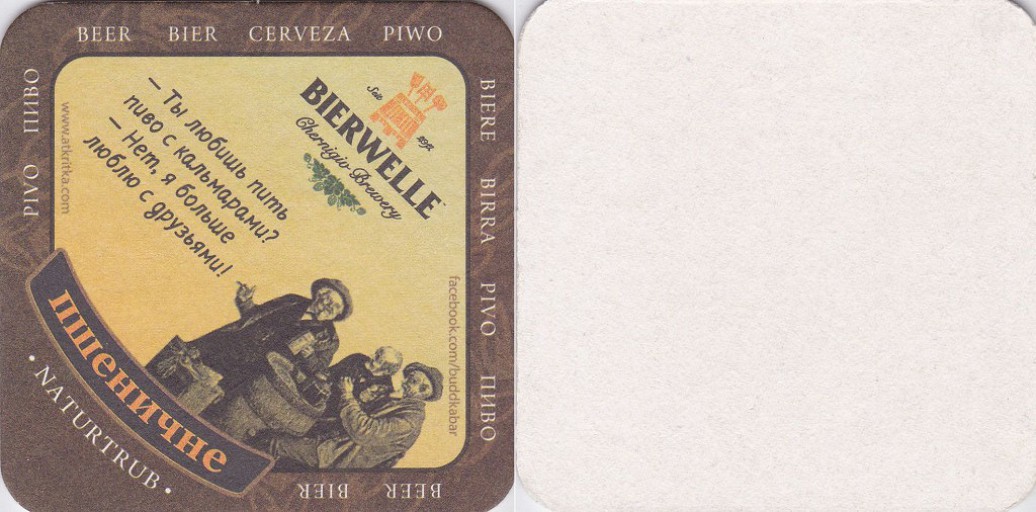 BEER BIER CERVEZA PIWO
BIERE BIRRA PIVO ПИВО
BEER BIER
PIVO ПИВО
www.atkritka.com
– Ты любишь пить
пиво с кальмарами?
– Нет, я больше
люблю с друзьями!
BIERWELLE
Chernigiv Brewery
facebook.com/buddkabar
пшеничне
• NATURTRUB •